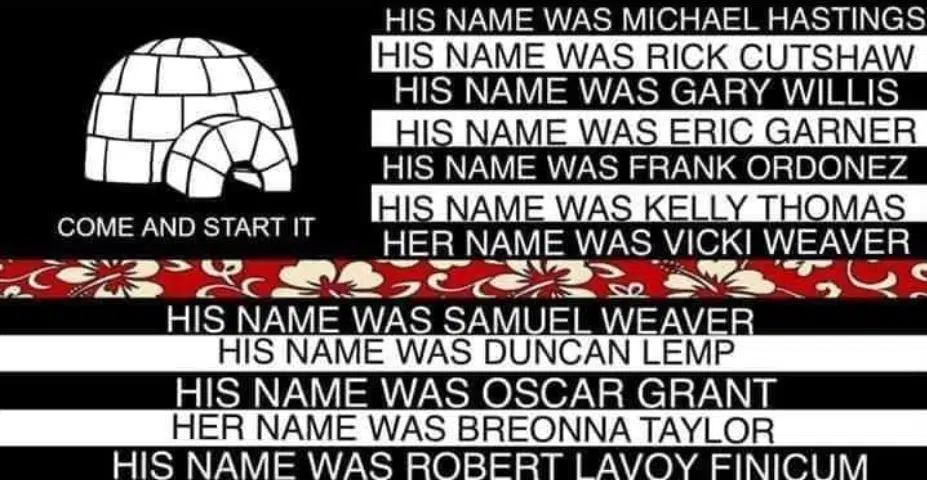 HIS NAME WAS MICHAEL HASTINGS
HIS NAME WAS RICK CUTSHAW
HIS NAME WAS GARY WILLIS
HIS NAME WAS ERIC GARNER
HIS NAME WAS FRANK ORDONEZ
HIS NAME WAS KELLY THOMAS
HER NAME WAS VICKI WEAVER
COME AND START IT
HIS NAME WAS SAMUEL WEAVER
HIS NAME WAS DUNCAN LEMP
HIS NAME WAS OSCAR GRANT
HER NAME WAS BREONNA TAYLOR
HIS NAME WAS ROBERT LAVOY FINICUM